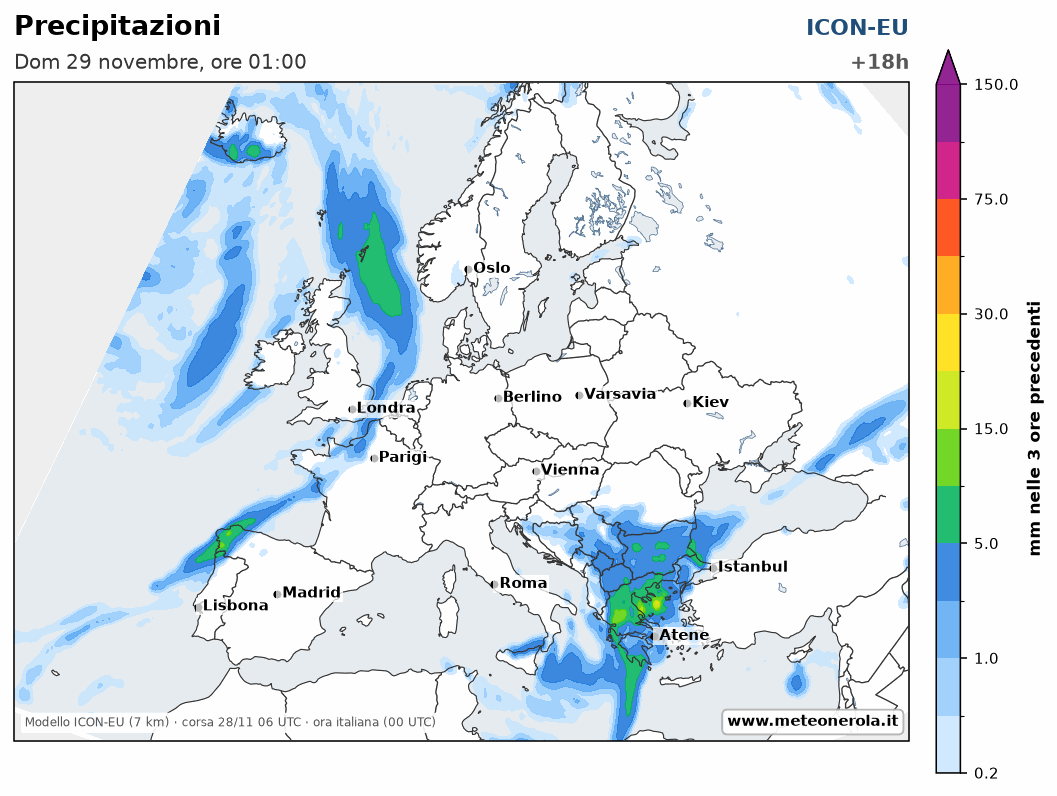 Precipitazioni
ICON-EU
Dom 29 novembre, ore 01:00
+18h
150.0
75.0
30.0
15.0
5.0
1.0
0.2
mm nelle 3 ore precedenti
Oslo
Berlino
Varsavia
Kiev
Londra
Parigi
Vienna
Istanbul
Roma
Madrid
Lisbona
Atene
Modello ICON-EU (7 km) · corsa 28/11 06 UTC · ora italiana (00 UTC)
www.meteonerola.it